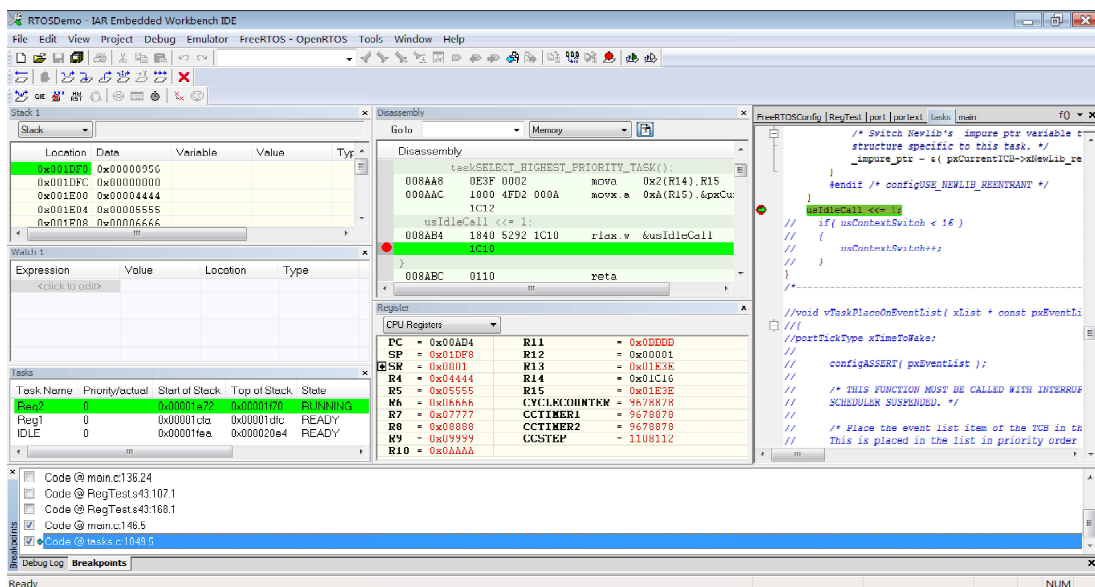 RTOSDemo - IAR Embedded Workbench IDE
File Edit View Project Debug Emulator FreeRTOS - OpenRTOS Tools Window Help
Stack 1
Stack
Location Data Variable Value Typ
0x001DF8 0x00000956
0x001DFC 0x00000000
0x001E00 0x00004444
0x001E04 0x00005555
0x001E08 0x00006666
Watch 1
Expression Value Location Type
<click to edit>
Tasks
Task Name Priority/actual Start of Stack Top of Stack State
Reg2 0 0x00001e72 0x00001f70 RUNNING
Reg1 0 0x00001cfa 0x00001dfc READY
IDLE 0 0x00001fea 0x000020e4 READY
Disassembly
Go to Memory
Disassembly
taskSELECT_HIGHEST_PRIORITY_TASK();
008AA8 0E3F 0002 mova 0x2(R14),R15
008AAC 1800 4FD2 000A movx.a 0xA(R15),&pxCu
1C12
usIdleCall <<= 1;
008AB4 1840 5292 1C10 rlax.w &usIdleCall
1C10
}
008ABC 0110 reta
Register
CPU Registers
PC = 0x08AB4 R11 = 0x0BBBB
SP = 0x01DF8 R12 = 0x00001
SR = 0x0001 R13 = 0x01E3E
R4 = 0x04444 R14 = 0x01C16
R5 = 0x05555 R15 = 0x01E3E
R6 = 0x06666 CYCLECOUNTER = 9678878
R7 = 0x07777 CCTIMER1 = 9678878
R8 = 0x08888 CCTIMER2 = 9678878
R9 = 0x09999 CCSTEP = 1108112
R10 = 0x0AAAA
FreeRTOSConfig RegTest port portext tasks main f()
/* Switch Newlib's _impure_ptr variable t
structure specific to this task. */
_impure_ptr = &( pxCurrentTCB->xNewLib_re
}
#endif /* configUSE_NEWLIB_REENTRANT */
}
usIdleCall <<= 1;
// if( usContextSwitch < 16 )
// {
// usContextSwitch++;
// }
}
/*-----------------------------------------------------------
//void vTaskPlaceOnEventList( xList * const pxEventLi
//{
//portTickType xTimeToWake;
//
// configASSERT( pxEventList );
//
// /* THIS FUNCTION MUST BE CALLED WITH INTERRUP
// SCHEDULER SUSPENDED. */
//
// /* Place the event list item of the TCB in th
// This is placed in the list in priority order
Breakpoints
Code @ main.c:136.24
Code @ RegTest.s43:107.1
Code @ RegTest.s43:168.1
Code @ main.c:146.5
Code @ tasks.c:1049.5
Debug Log Breakpoints
Ready NUM